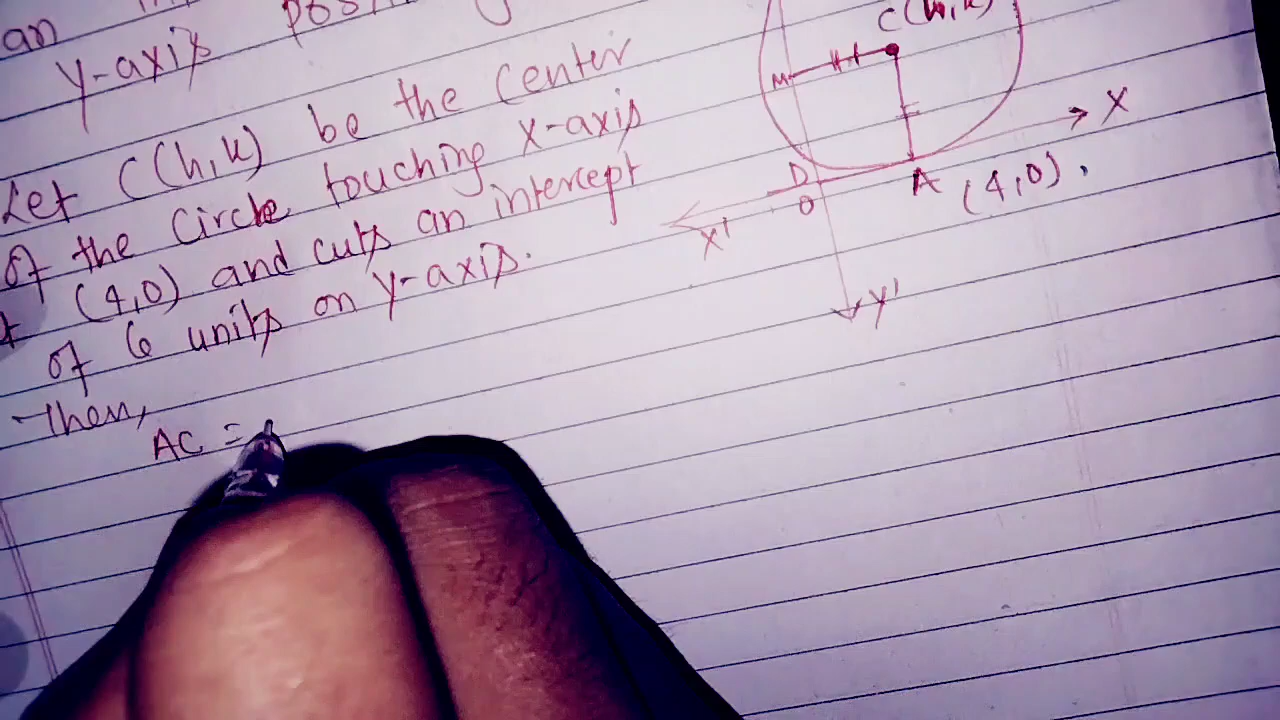 an
Y-axis
Let C(h,k) be the center
of the circle touching X-axis
(4,0) and cuts an intercept
of 6 units on Y-axis.
Then,
AC =
C(h,k)
M
X
D
O
A (4,0).
X'
Y'